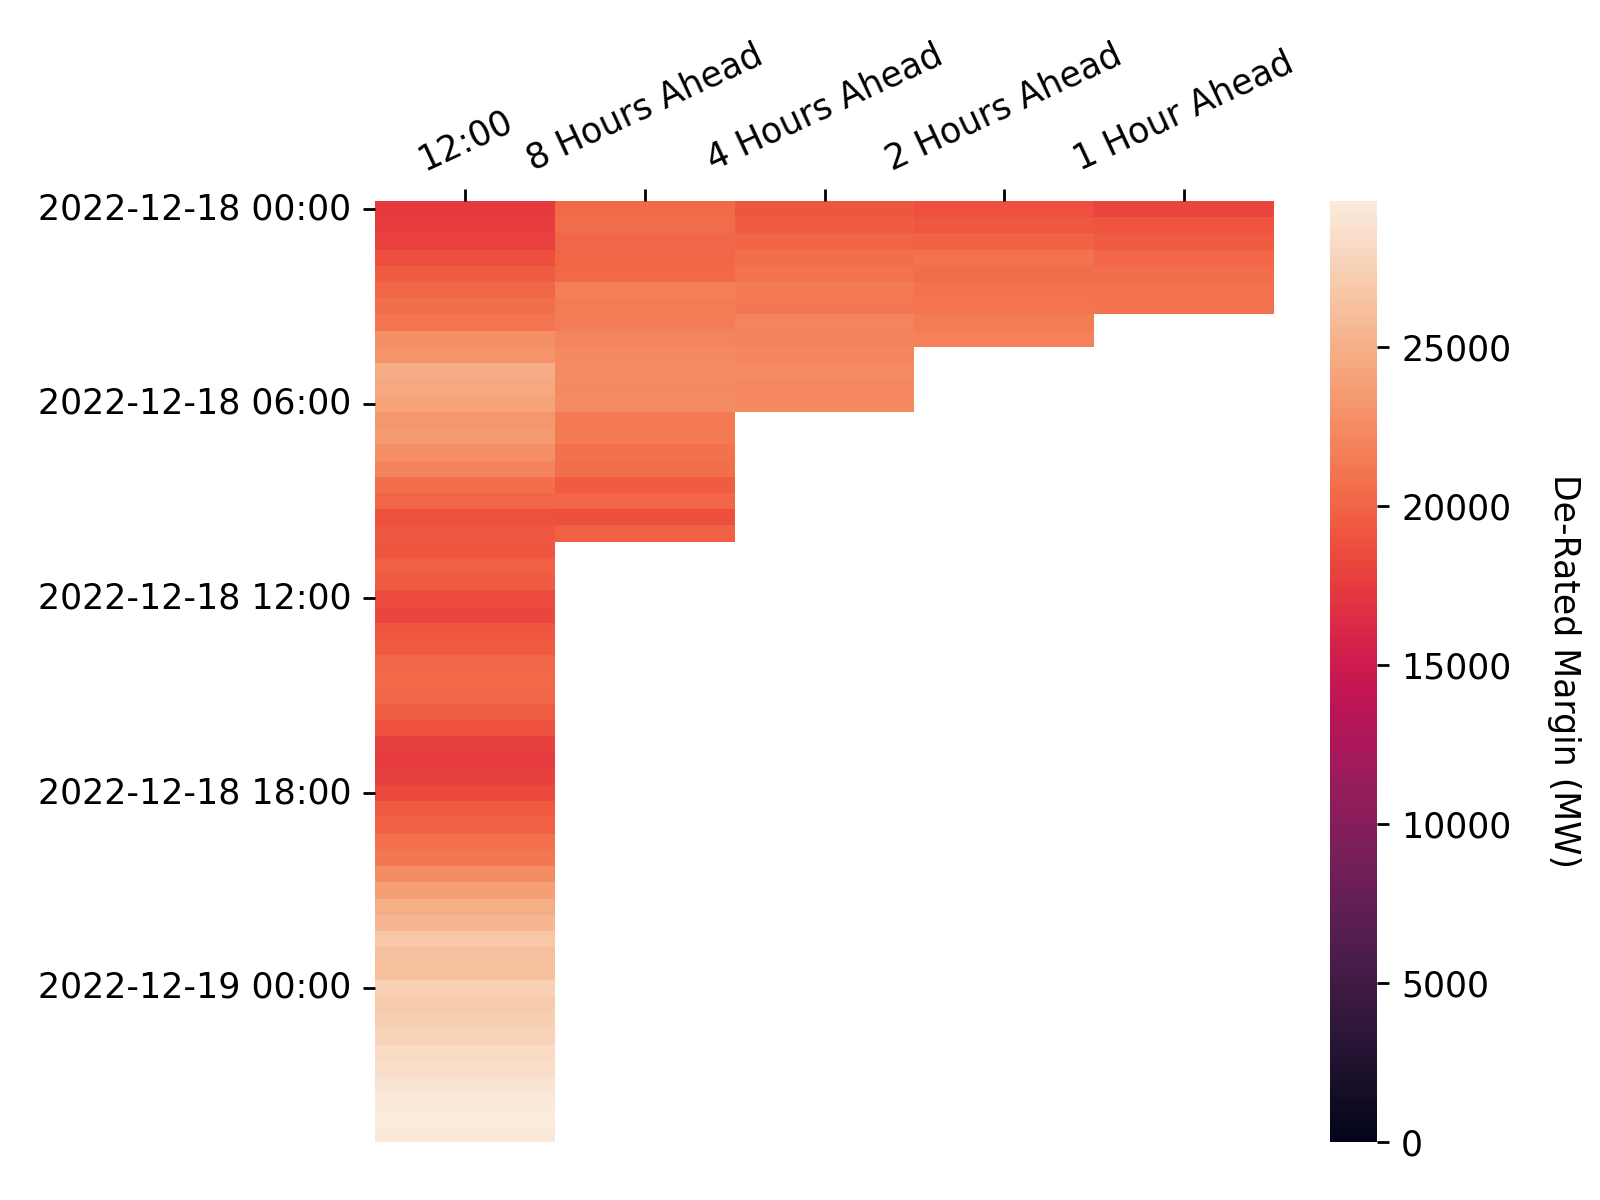 12:00
8 Hours Ahead
4 Hours Ahead
2 Hours Ahead
1 Hour Ahead
2022-12-18 00:00
2022-12-18 06:00
2022-12-18 12:00
2022-12-18 18:00
2022-12-19 00:00
25000
20000
15000
10000
5000
0
De-Rated Margin (MW)